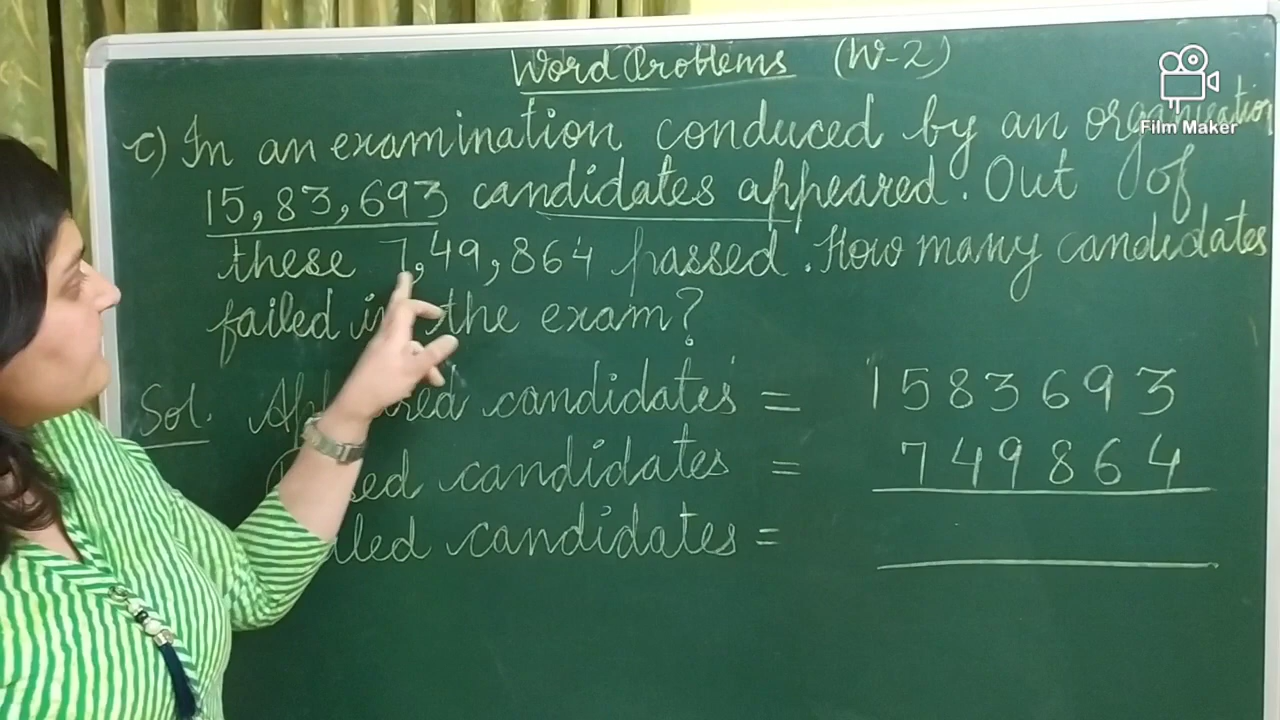 Word Problems (W-2)
c) In an examination conduced by an organisation
15,83,693 candidates appeared. Out of
these 7,49,864 passed. How many candidates
failed in the exam?
Sol. candidates = 1583693
candidates = 749864
candidates =
Film Maker